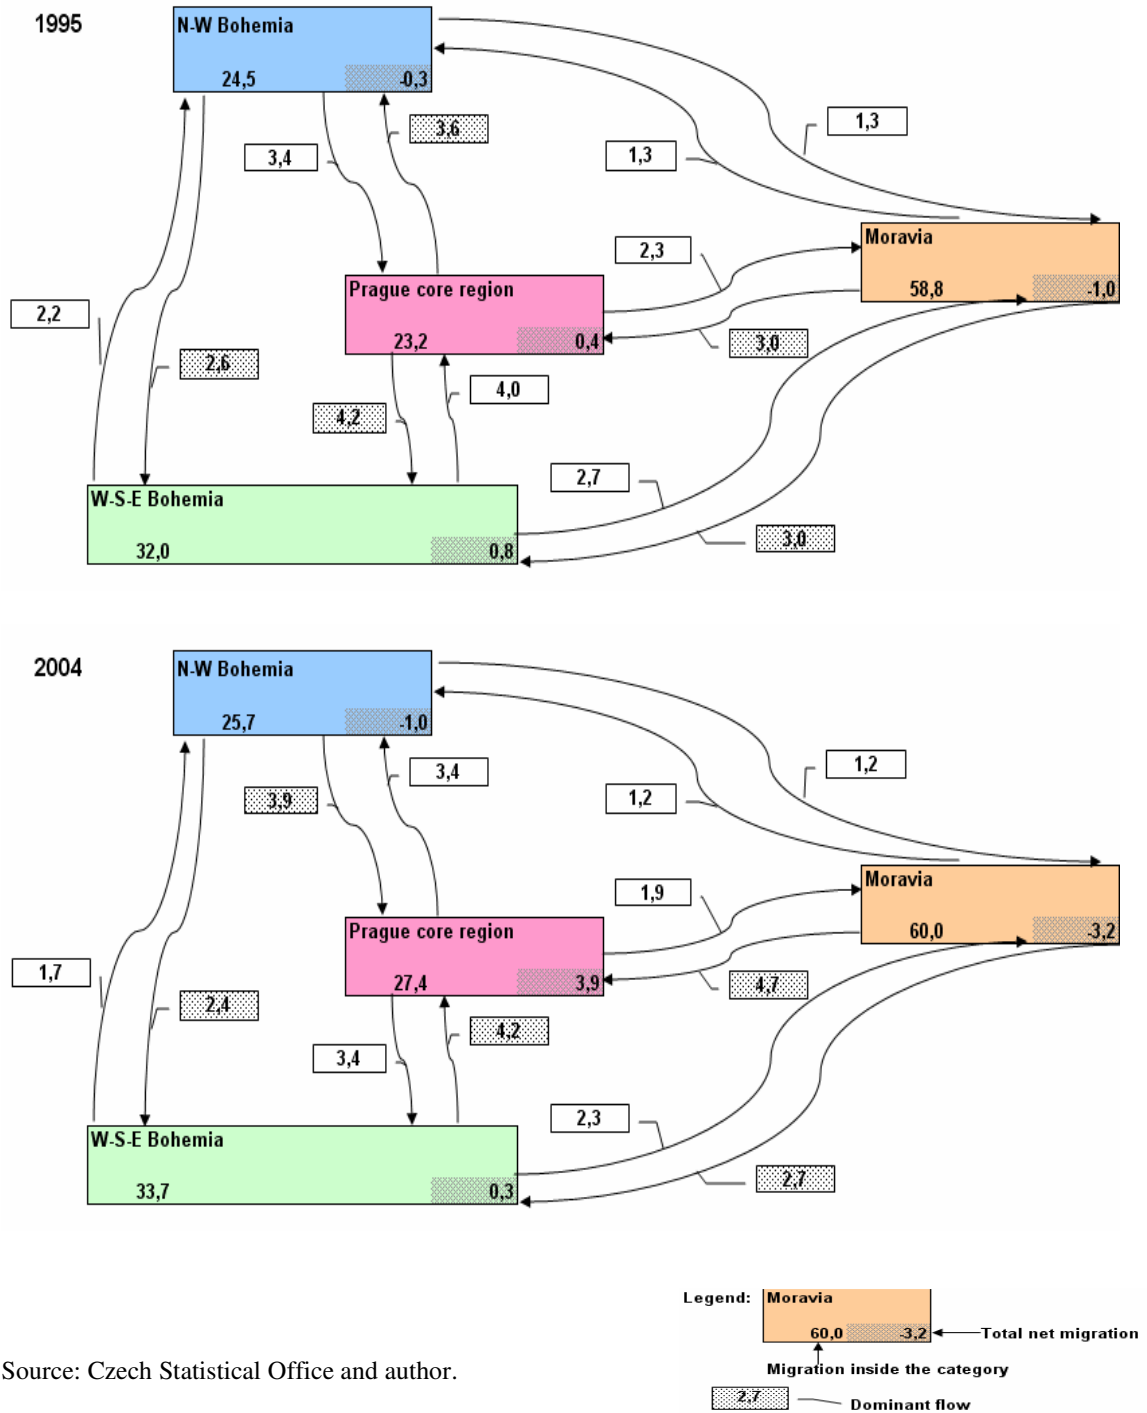 1995
N-W Bohemia
24,5 -0,3
3,6
1,3
3,4
1,3
Moravia
58,8 -1,0
2,3
Prague core region
23,2 0,4
2,2
3,0
2,6
4,0
4,2
2,7
W-S-E Bohemia
32,0 0,8
3,0
2004
N-W Bohemia
25,7 -1,0
3,4
1,2
3,9
1,2
Moravia
60,0 -3,2
1,9
Prague core region
27,4 3,9
1,7
4,7
2,4
4,2
3,4
2,3
W-S-E Bohemia
33,7 0,3
2,7
Legend:
Moravia
60,0 -3,2
Total net migration
Migration inside the category
2,7
Dominant flow
Source: Czech Statistical Office and author.